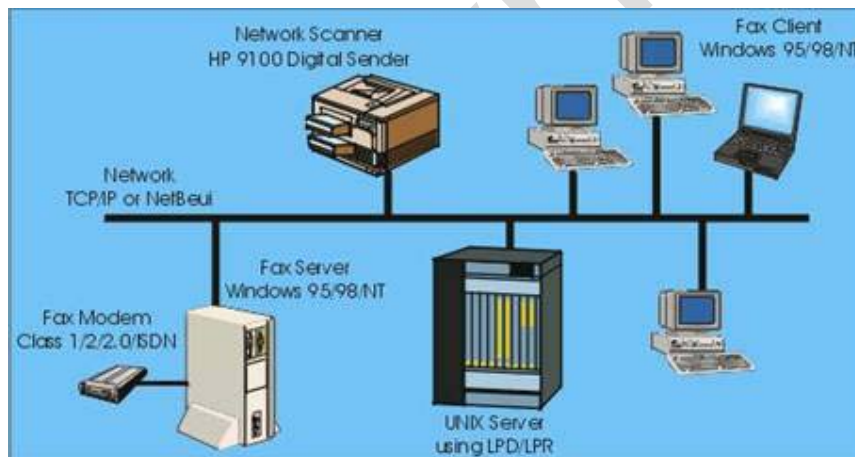 Network Scanner
HP 9100 Digital Sender
Fax Client
Windows 95/98/NT
Network
TCP/IP or NetBeui
Fax Server
Windows 95/98/NT
Fax Modem
Class 1/2/2.0/ISDN
UNIX Server
using LPD/LPR